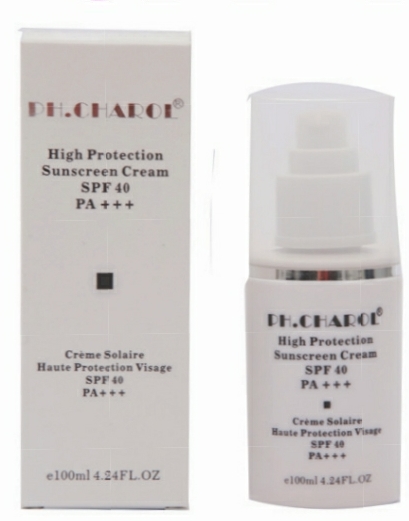 PH.CHAROL®
High Protection
Sunscreen Cream
SPF 40
PA +++
Crème Solaire
Haute Protection Visage
SPF 40
PA+++
e100ml 4.24FL.OZ
PH.CHAROL®
High Protection
Sunscreen Cream
SPF 40
PA +++
Crème Solaire
Haute Protection Visage
SPF 40
PA+++
e100ml 4.24FL.OZ